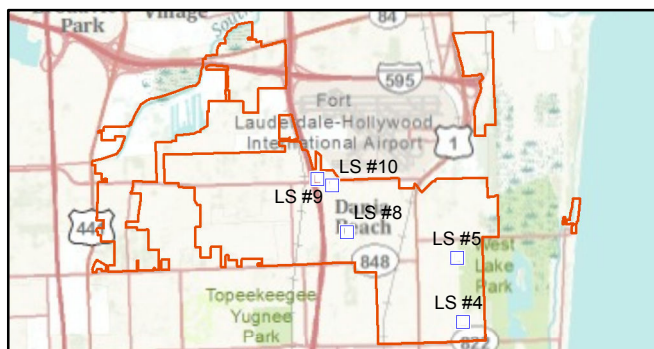 Park
Village
South
84
595
Fort
Lauderdale-Hollywood
International Airport
1
LS #10
LS #9
Dania
Beach
LS #8
441
LS #5
West
Lake
Park
848
Topeekeegee
Yugnee
Park
LS #4
822